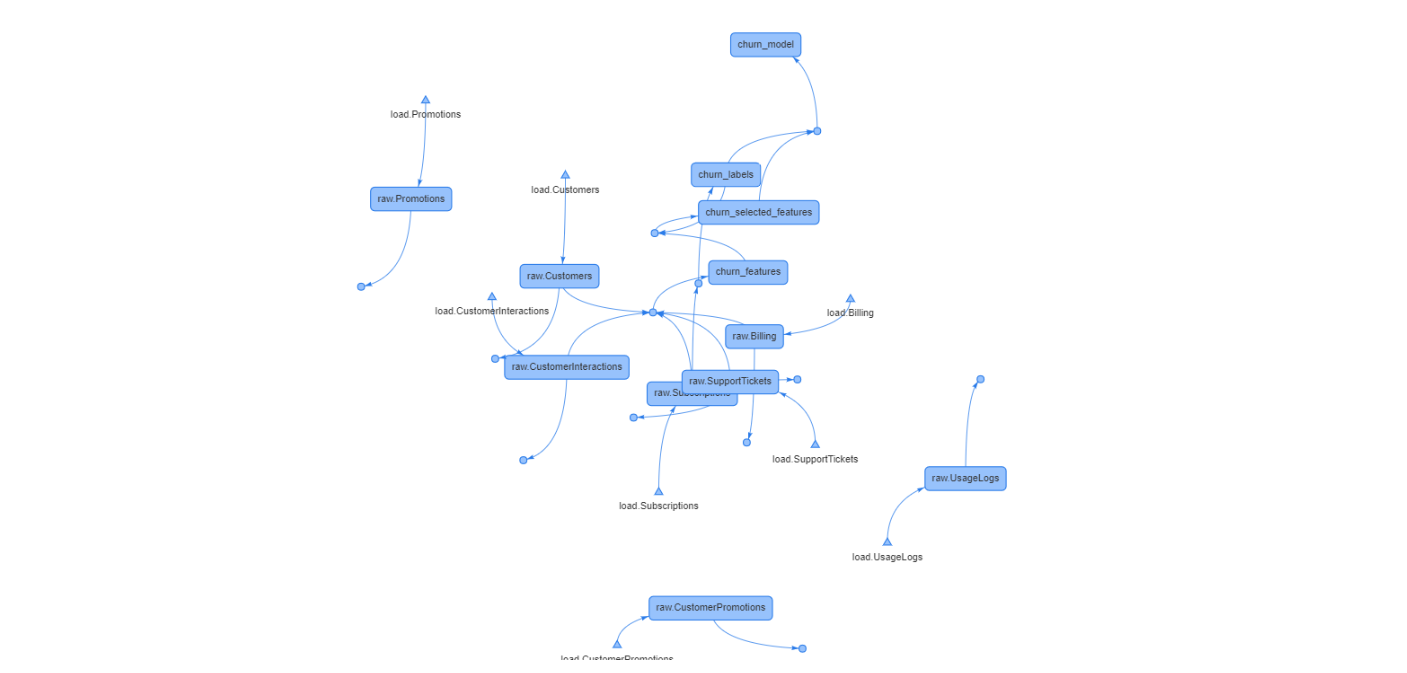 churn_model
load.Promotions
churn_labels
load.Customers
raw.Promotions
churn_selected_features
churn_features
raw.Customers
load.CustomerInteractions
load.Billing
raw.Billing
raw.CustomerInteractions
raw.SupportTickets
raw.Subscriptions
load.SupportTickets
raw.UsageLogs
load.Subscriptions
load.UsageLogs
raw.CustomerPromotions
load.CustomerPromotions